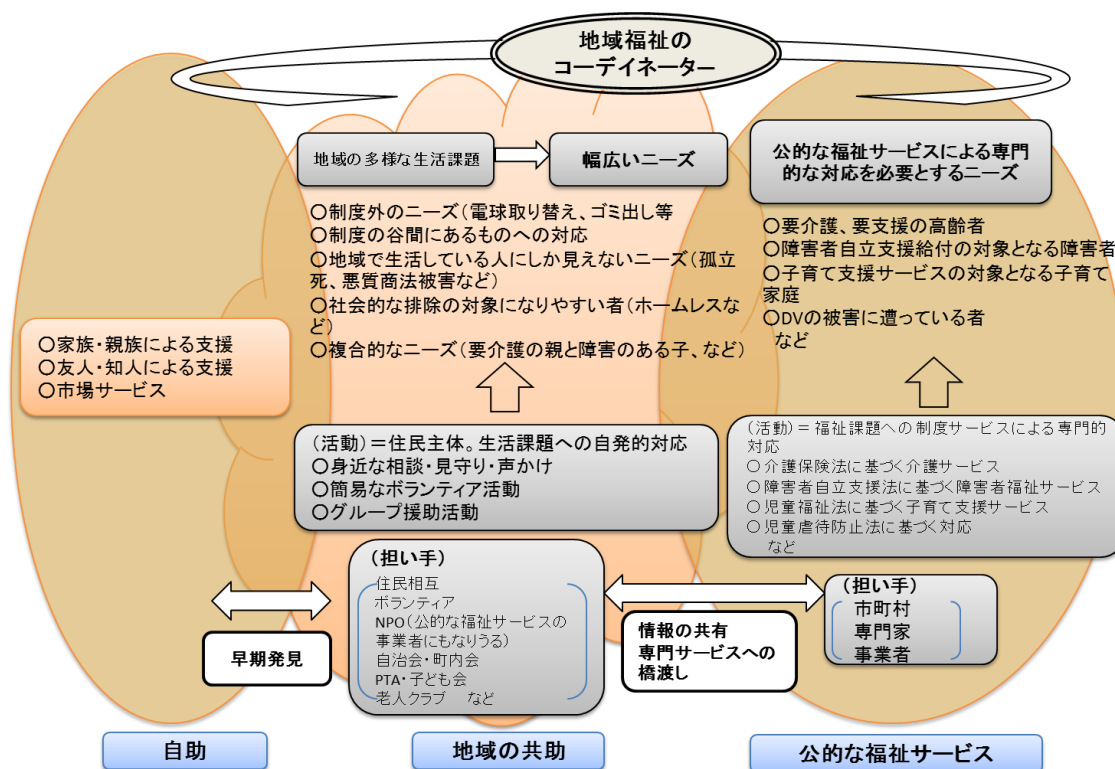 地域福祉の
コーデイネーター
地域の多様な生活課題
幅広いニーズ
公的な福祉サービスによる専門
的な対応を必要とするニーズ
〇制度外のニーズ(電球取り替え、ゴミ出し等
〇制度の谷間にあるものへの対応
〇地域で生活している人にしか見えないニーズ(孤立
死、悪質商法被害など)
〇社会的な排除の対象になりやすい者(ホームレスな
ど)
〇複合的なニーズ(要介護の親と障害のある子、など)
〇要介護、要支援の高齢者
〇障害者自立支援給付の対象となる障害者
〇子育て支援サービスの対象となる子育て
家庭
〇DVの被害に遭っている者
など
〇家族・親族による支援
〇友人・知人による支援
〇市場サービス
(活動)=住民主体。生活課題への自発的対応
〇身近な相談・見守り・声かけ
〇簡易なボランティア活動
〇グループ援助活動
(活動)=福祉課題への制度サービスによる専門的
対応
〇介護保険法に基づく介護サービス
〇障害者自立支援法に基づく障害者福祉サービス
〇児童福祉法に基づく子育て支援サービス
〇児童虐待防止法に基づく対応
など
(担い手)
住民相互
ボランティア
NPO(公的な福祉サービスの
事業者にもなりうる)
自治会・町内会
PTA・子ども会
老人クラブ など
(担い手)
市町村
専門家
事業者
早期発見
情報の共有
専門サービスへの
橋渡し
自助
地域の共助
公的な福祉サービス